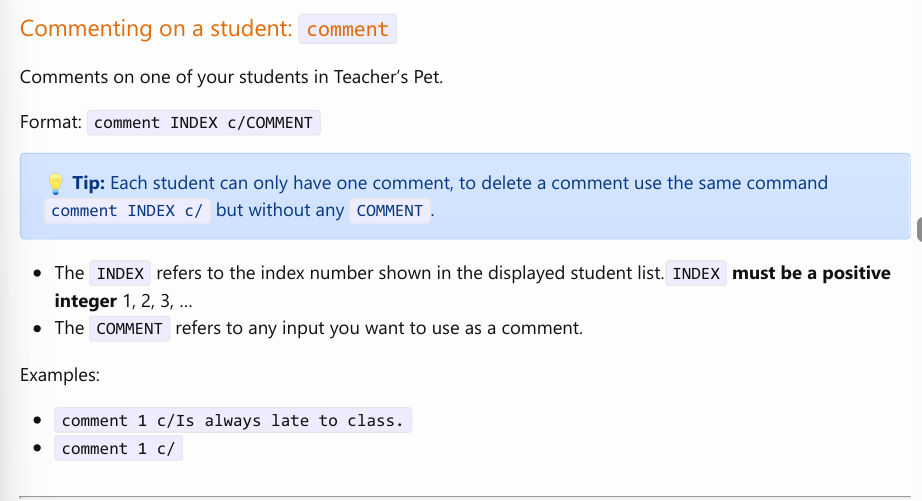 Commenting on a student: comment
Comments on one of your students in Teacher’s Pet.
Format: comment INDEX c/COMMENT
💡 Tip: Each student can only have one comment, to delete a comment use the same command
comment INDEX c/ but without any COMMENT.
• The INDEX refers to the index number shown in the displayed student list. INDEX must be a positive
integer 1, 2, 3, …
• The COMMENT refers to any input you want to use as a comment.
Examples:
• comment 1 c/Is always late to class.
• comment 1 c/